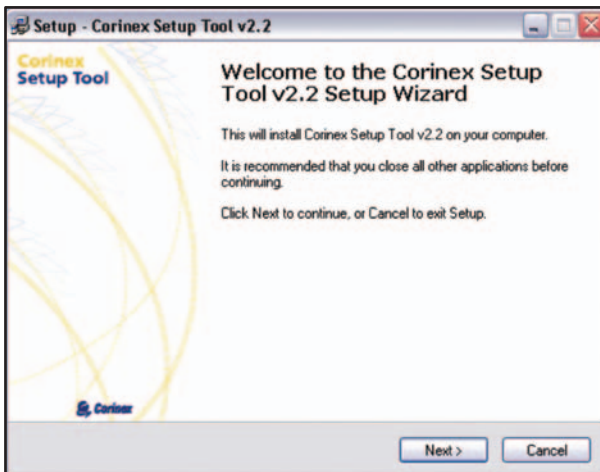 Setup - Corinex Setup Tool v2.2
Corinex
Setup Tool
Welcome to the Corinex Setup
Tool v2.2 Setup Wizard
This will install Corinex Setup Tool v2.2 on your computer.
It is recommended that you close all other applications before
continuing.
Click Next to continue, or Cancel to exit Setup.
Corinex
Next >
Cancel